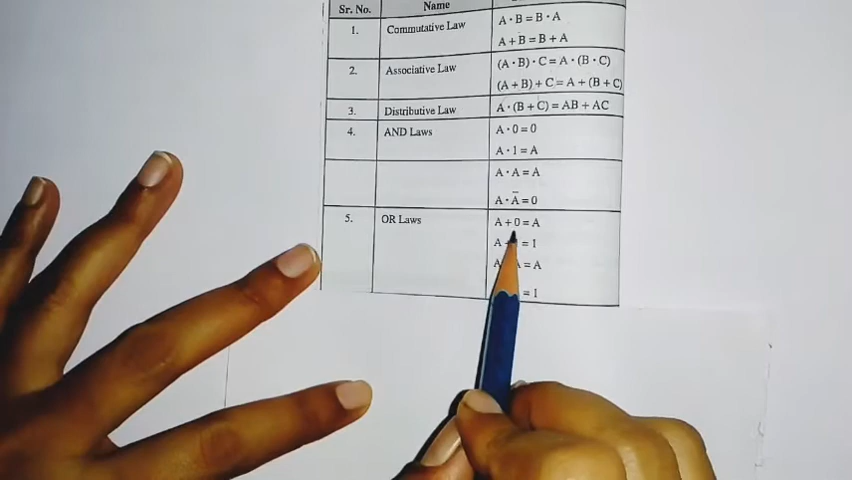 Sr. No. Name
1. Commutative Law A · B = B · A
A + B = B + A
2. Associative Law (A · B) · C = A · (B · C)
(A + B) + C = A + (B + C)
3. Distributive Law A · (B + C) = AB + AC
4. AND Laws A · 0 = 0
A · 1 = A
A · A = A
A · A̅ = 0
5. OR Laws A + 0 = A
A + = 1
A = A
= 1